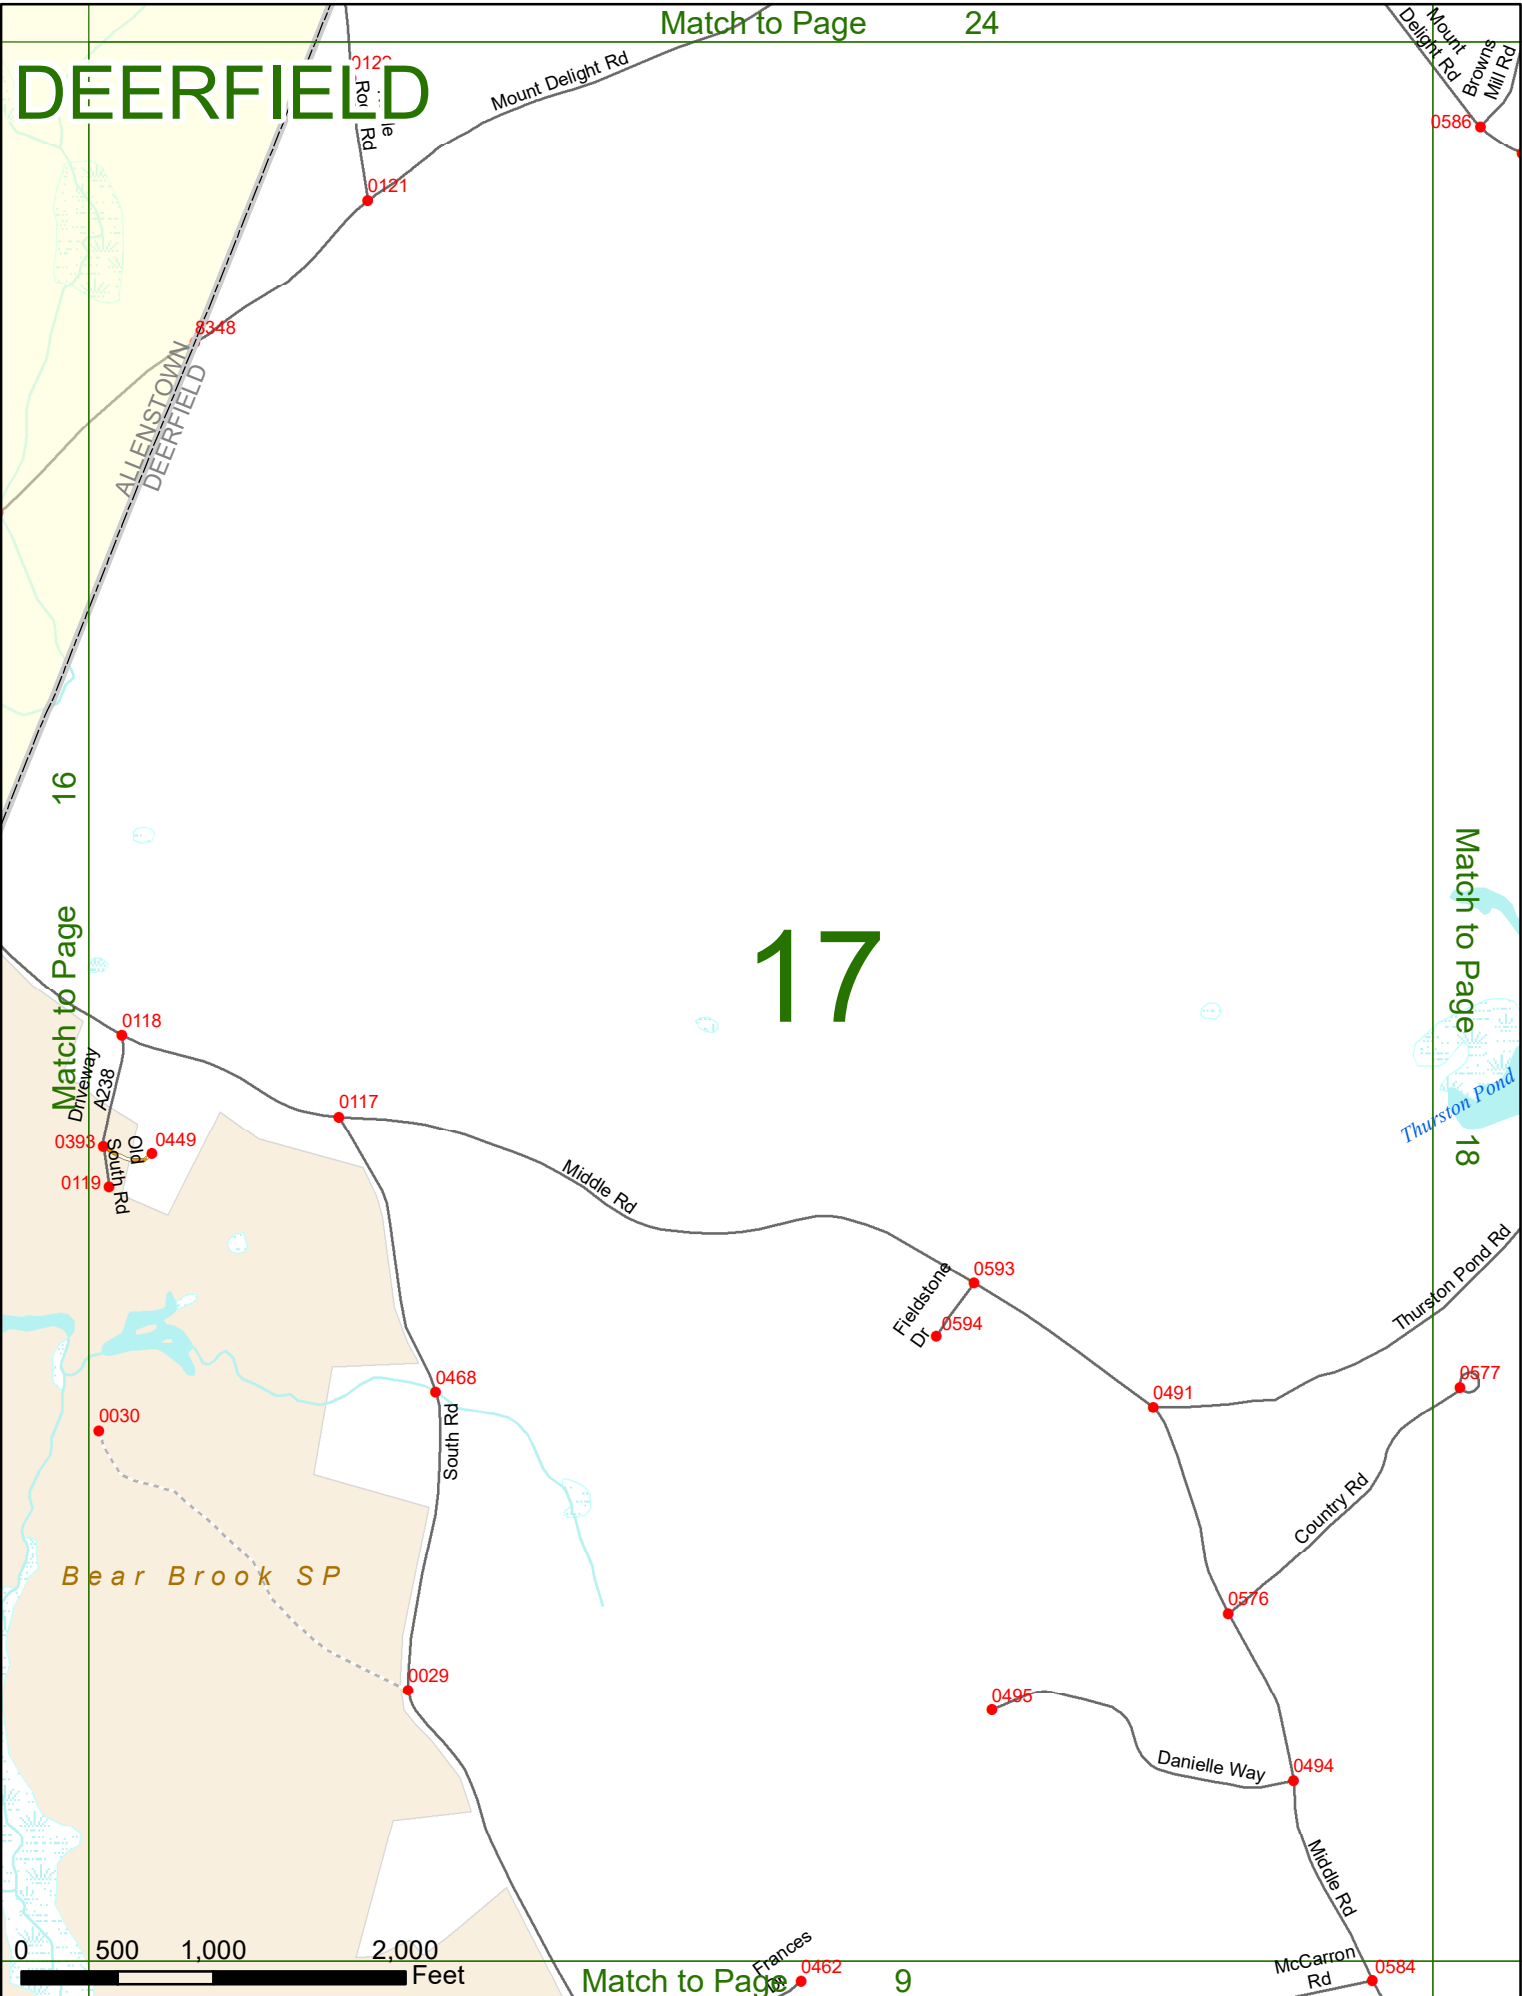 Match to Page 24
Mount
Delight Rd
Browns
Mill Rd
DEERFIELD
Rd
Mount Delight Rd
0586
0121
8348
ALLENSTOWN
DEERFIELD
Match to Page 16
17
Match to Page 18
Thurston Pond
0118
Driveway
A238
0117
0393
Old
South Rd
0449
0119
Middle Rd
0593
Fieldstone
Dr
0594
Thurston Pond Rd
0468
0491
0577
0030
South Rd
Country Rd
Bear Brook SP
0576
0029
0495
Danielle Way
0494
Middle Rd
0 500 1,000 2,000
Feet
Frances
0462
McCarron
Rd
0584
Match to Page 9